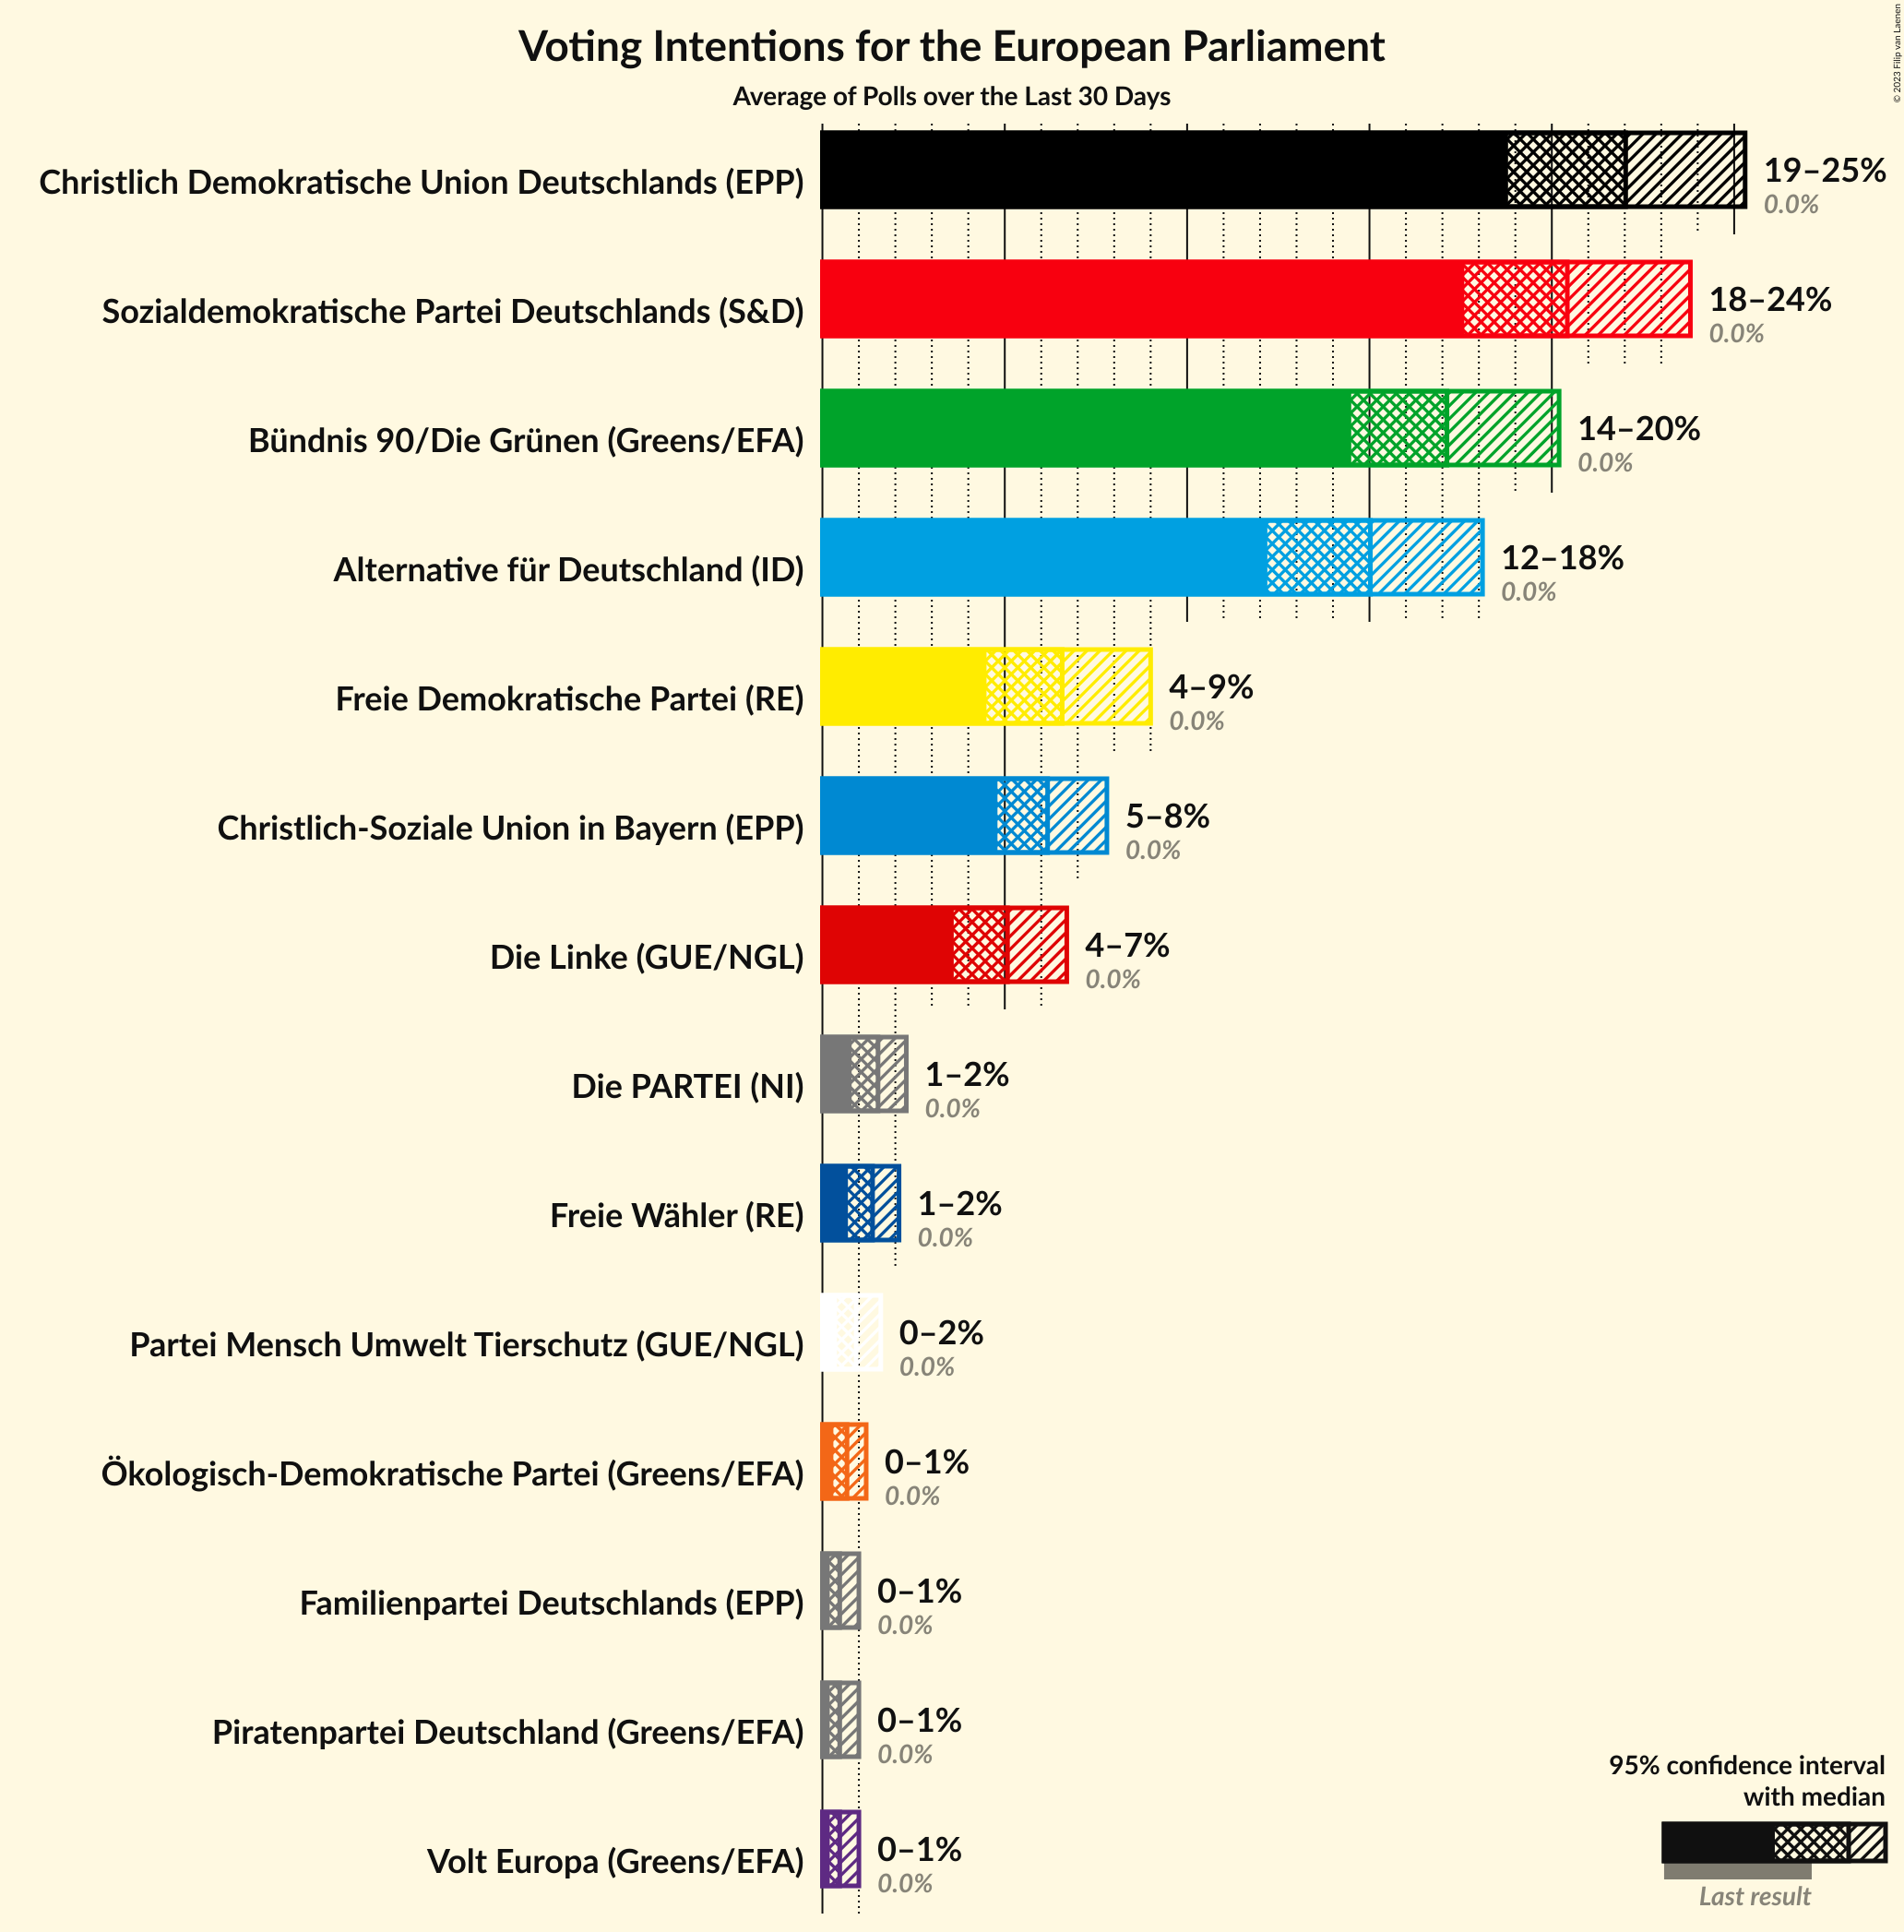 Voting Intentions for the European Parliament
Average of Polls over the Last 30 Days
© 2023 Filip van Laenen
Christlich Demokratische Union Deutschlands (EPP)
19–25%
0.0%
Sozialdemokratische Partei Deutschlands (S&D)
18–24%
0.0%
Bündnis 90/Die Grünen (Greens/EFA)
14–20%
0.0%
Alternative für Deutschland (ID)
12–18%
0.0%
Freie Demokratische Partei (RE)
4–9%
0.0%
Christlich-Soziale Union in Bayern (EPP)
5–8%
0.0%
Die Linke (GUE/NGL)
4–7%
0.0%
Die PARTEI (NI)
1–2%
0.0%
Freie Wähler (RE)
1–2%
0.0%
Partei Mensch Umwelt Tierschutz (GUE/NGL)
0–2%
0.0%
Ökologisch-Demokratische Partei (Greens/EFA)
0–1%
0.0%
Familienpartei Deutschlands (EPP)
0–1%
0.0%
Piratenpartei Deutschland (Greens/EFA)
0–1%
0.0%
Volt Europa (Greens/EFA)
0–1%
0.0%
95% confidence interval
with median
Last result